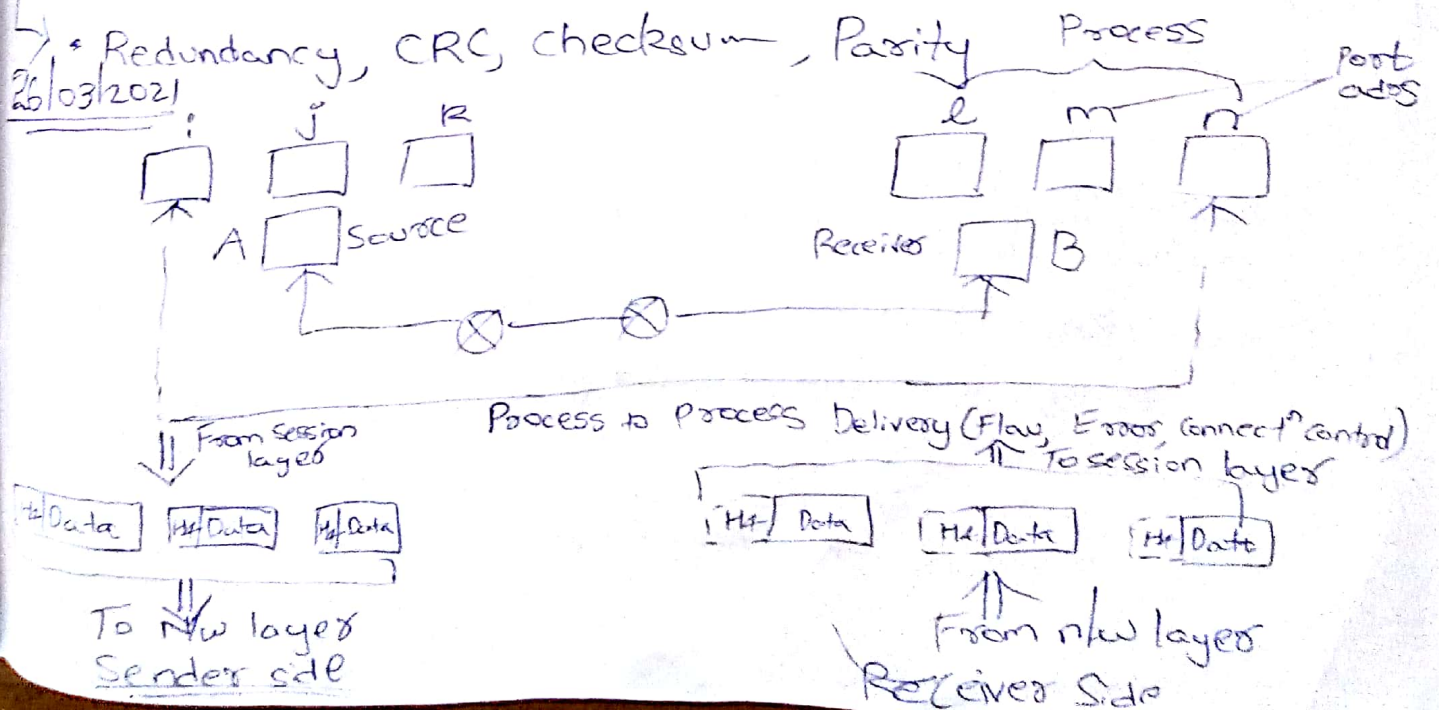 → • Redundancy, CRC, checksum, Parity
Process
Port
26/03/2021
i j k
l m n
A Source
Receiver B
Process to Process Delivery (Flow, Error, Connectⁿ control)
From session
layer
To session layer
H4 Data H4 Data H4 Data
H4 Data H4 Data H4 Data
To N/w layer
Sender side
From n/w layer
Receiver Side